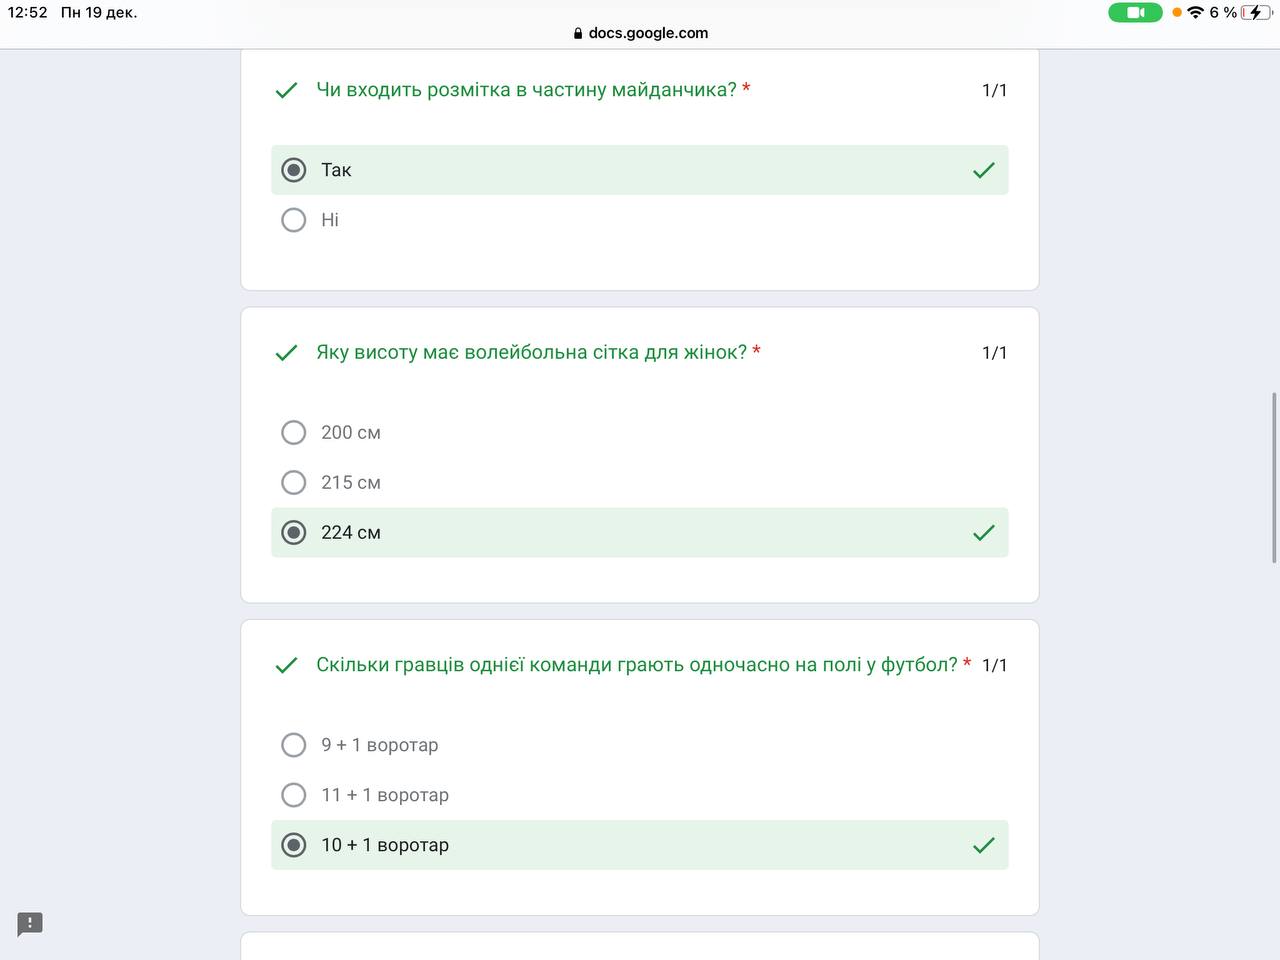 12:52 Пн 19 дек.
6 %
docs.google.com
Чи входить розмітка в частину майданчика? * 1/1
Так
Ні
Яку висоту має волейбольна сітка для жінок? * 1/1
200 см
215 см
224 см
Скільки гравців однієї команди грають одночасно на полі у футбол? * 1/1
9 + 1 воротар
11 + 1 воротар
10 + 1 воротар